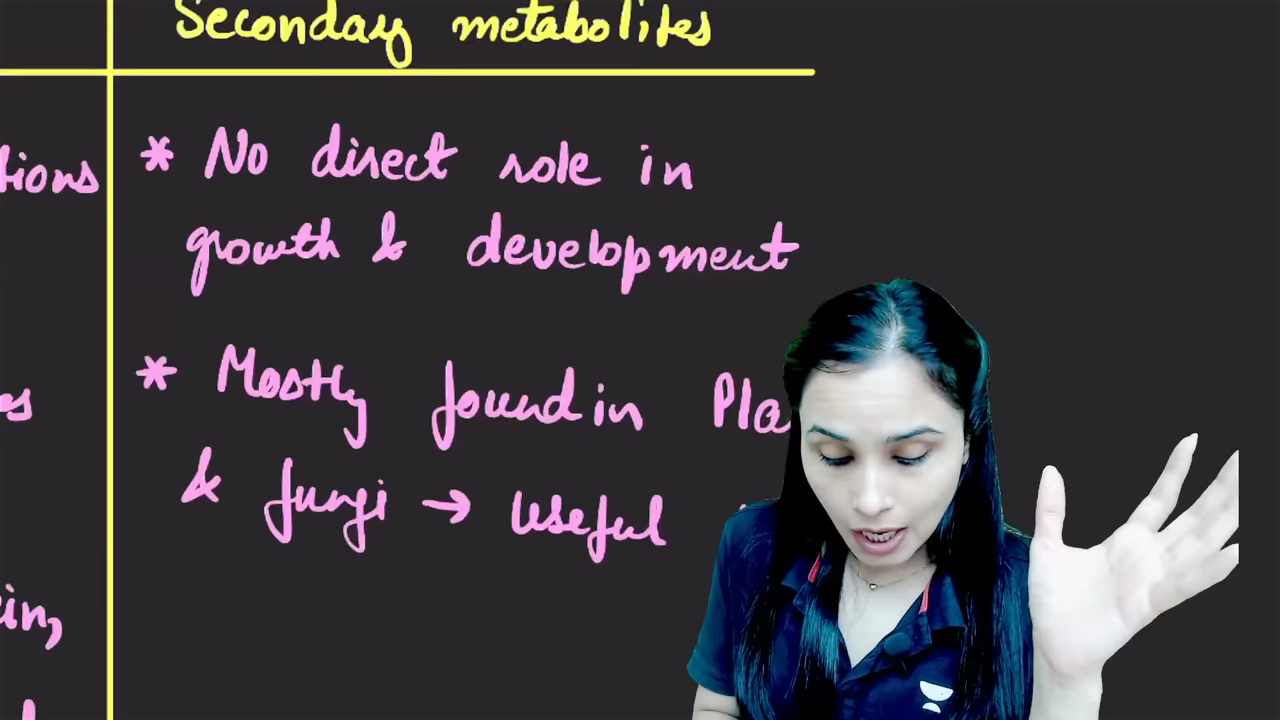 Secondary metabolites
tions
* No direct role in
growth & development
es
* Mostly found in Pla
& fungi → useful
in,